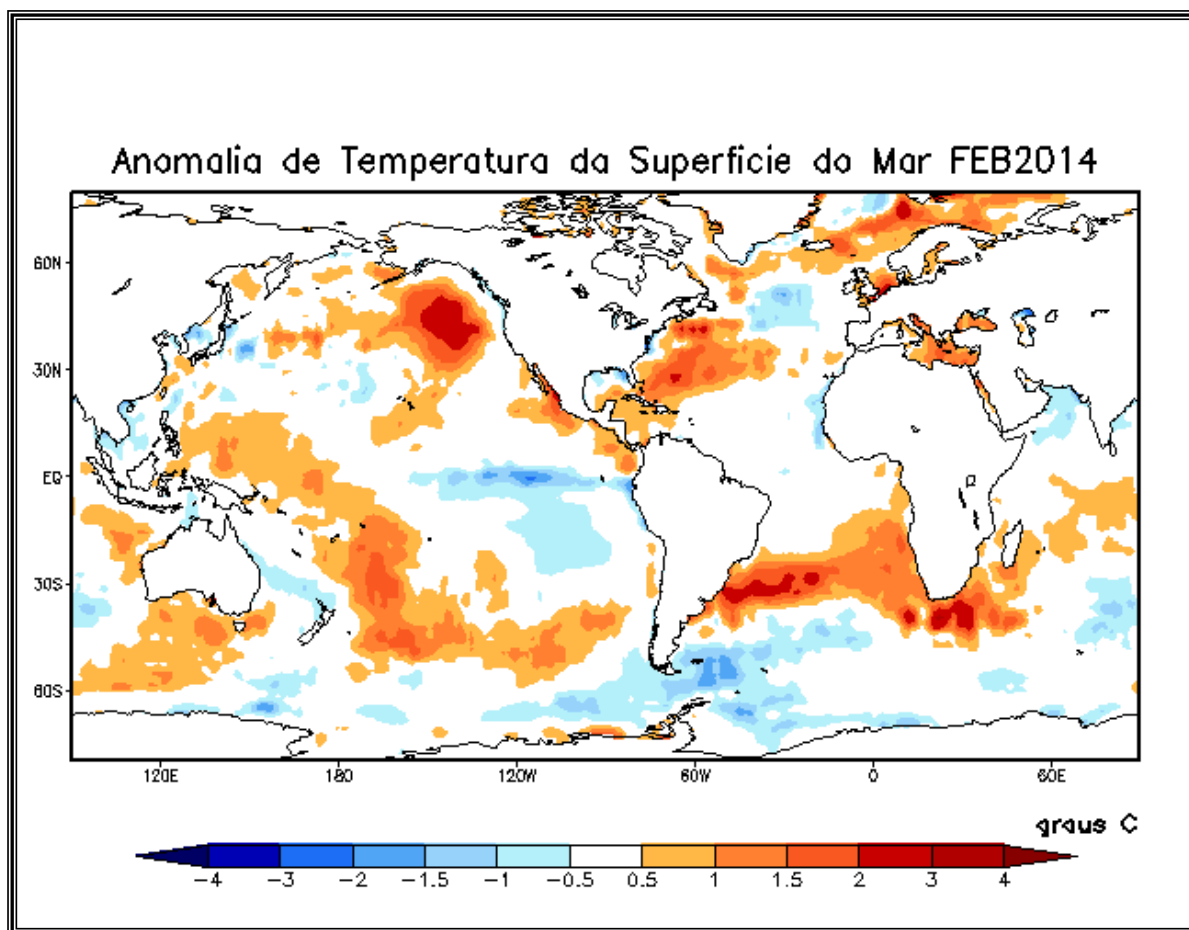 Anomalia de Temperatura da Superficie do Mar FEB2014
60N
30N
EQ
30S
60S
120E 180 120W 60W 0 60E
graus C
-4 -3 -2 -1.5 -1 -0.5 0.5 1 1.5 2 3 4